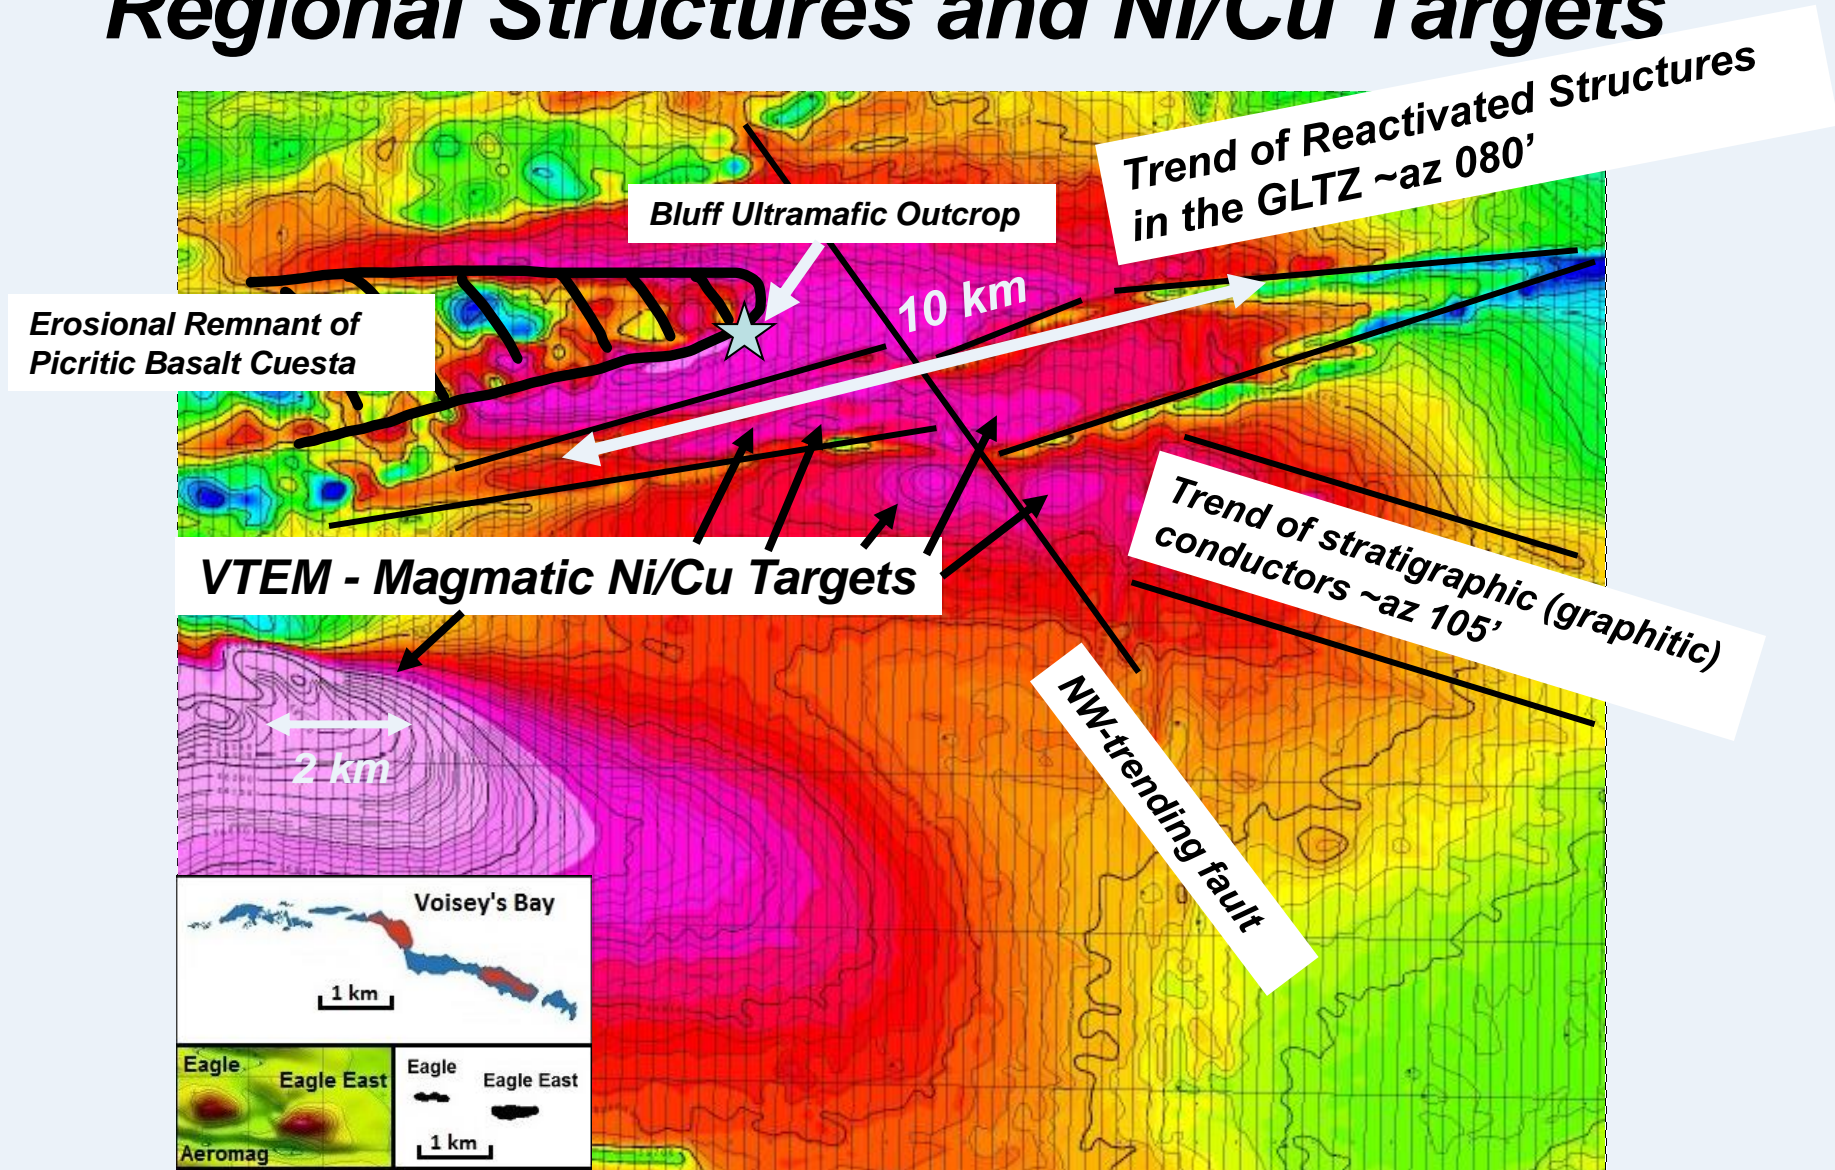 Regional Structures and Ni/Cu Targets
Trend of Reactivated Structures
in the GLTZ ~az 080’
Bluff Ultramafic Outcrop
10 km
Erosional Remnant of
Picritic Basalt Cuesta
VTEM - Magmatic Ni/Cu Targets
Trend of stratigraphic (graphitic)
conductors ~az 105’
NW-trending fault
2 km
Voisey's Bay
1 km
Eagle
Eagle East
Aeromag
Eagle
Eagle East
1 km